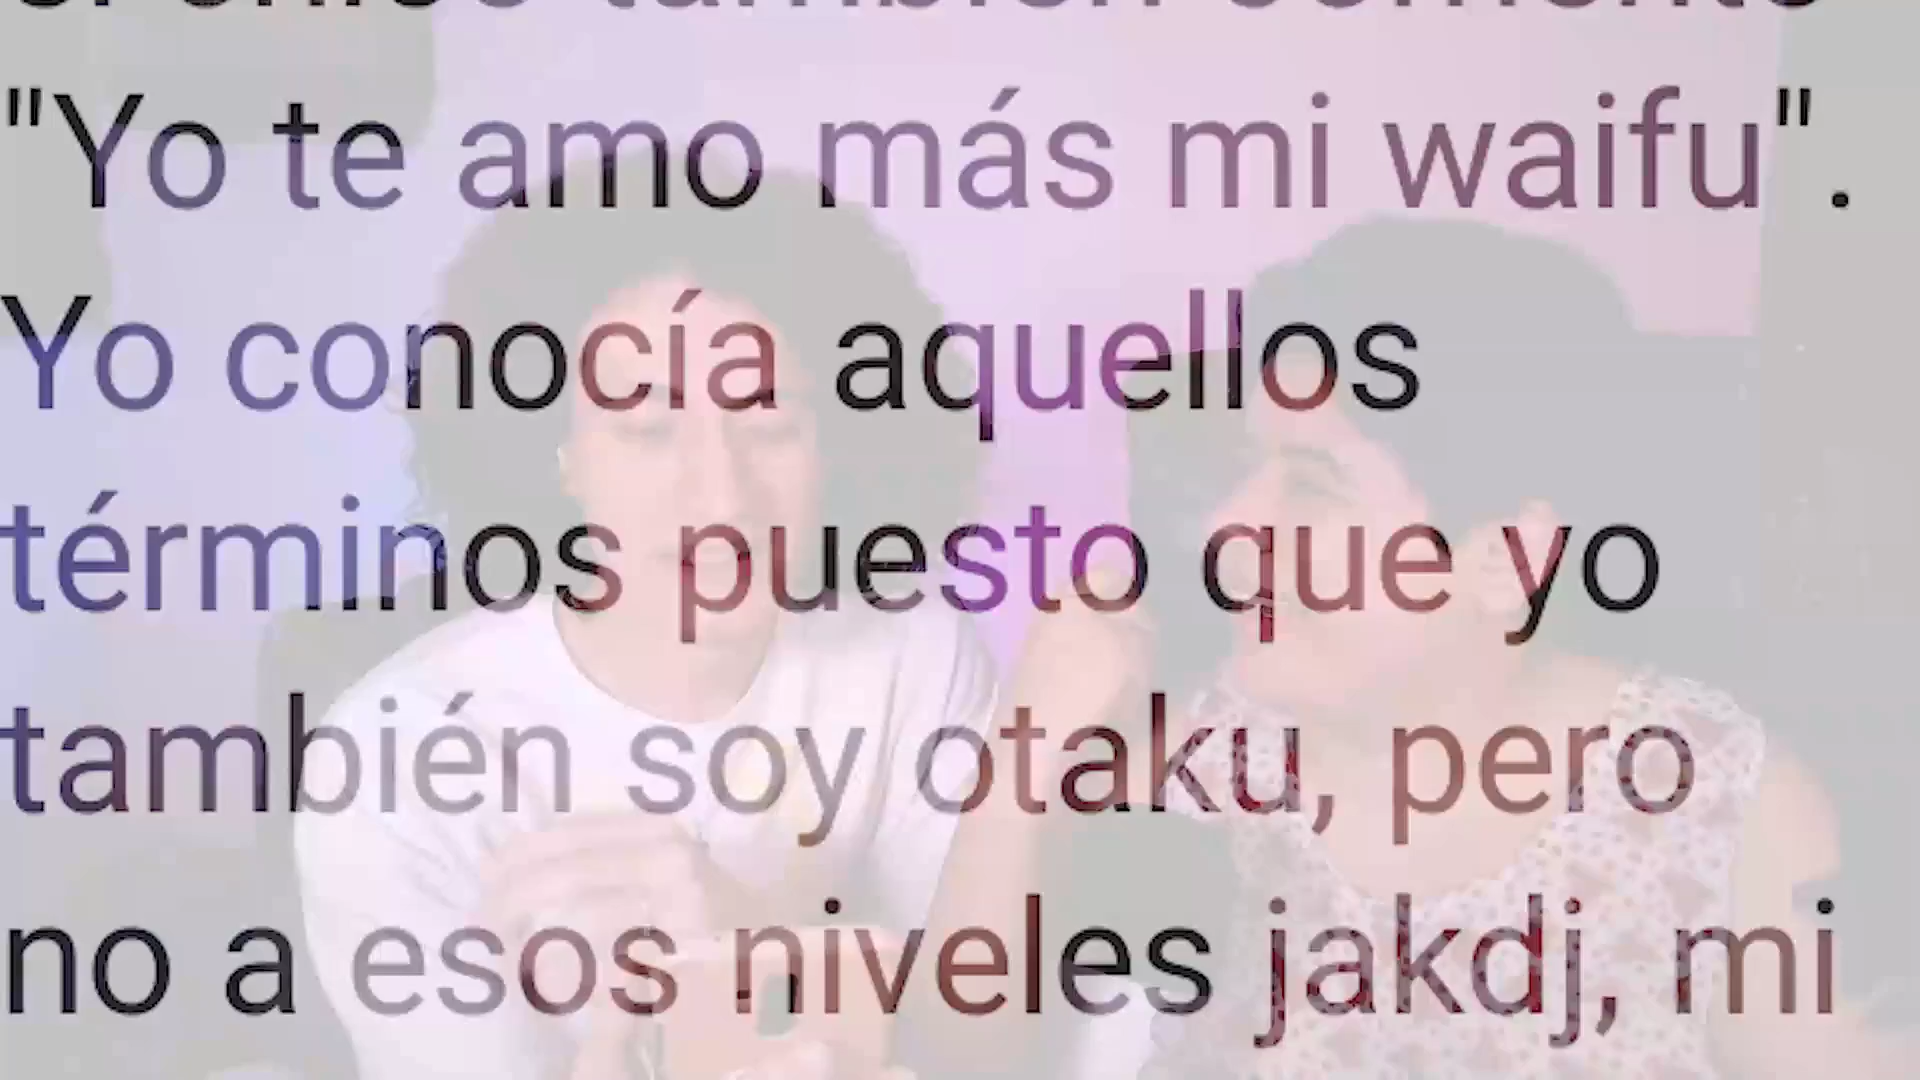 "Yo te amo más mi waifu".
Yo conocía aquellos
términos puesto que yo
también soy otaku, pero
no a esos niveles jakdj, mi